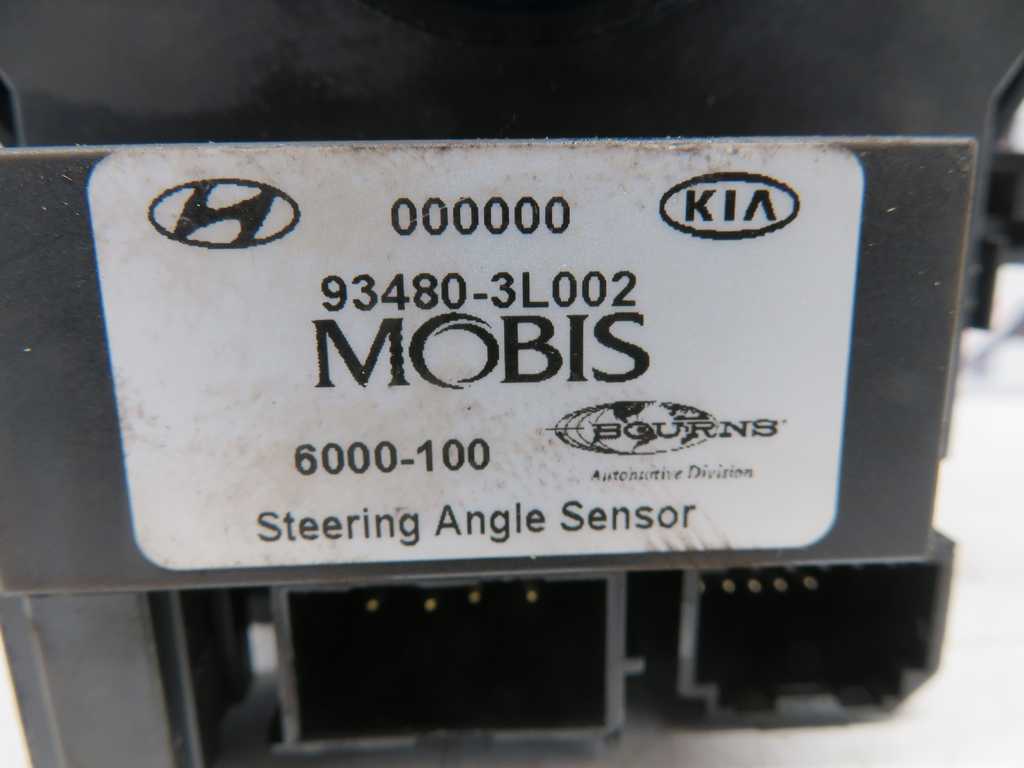 000000
KIA
93480-3L002
MOBIS
BOURNS
6000-100
Automotive Division
Steering Angle Sensor